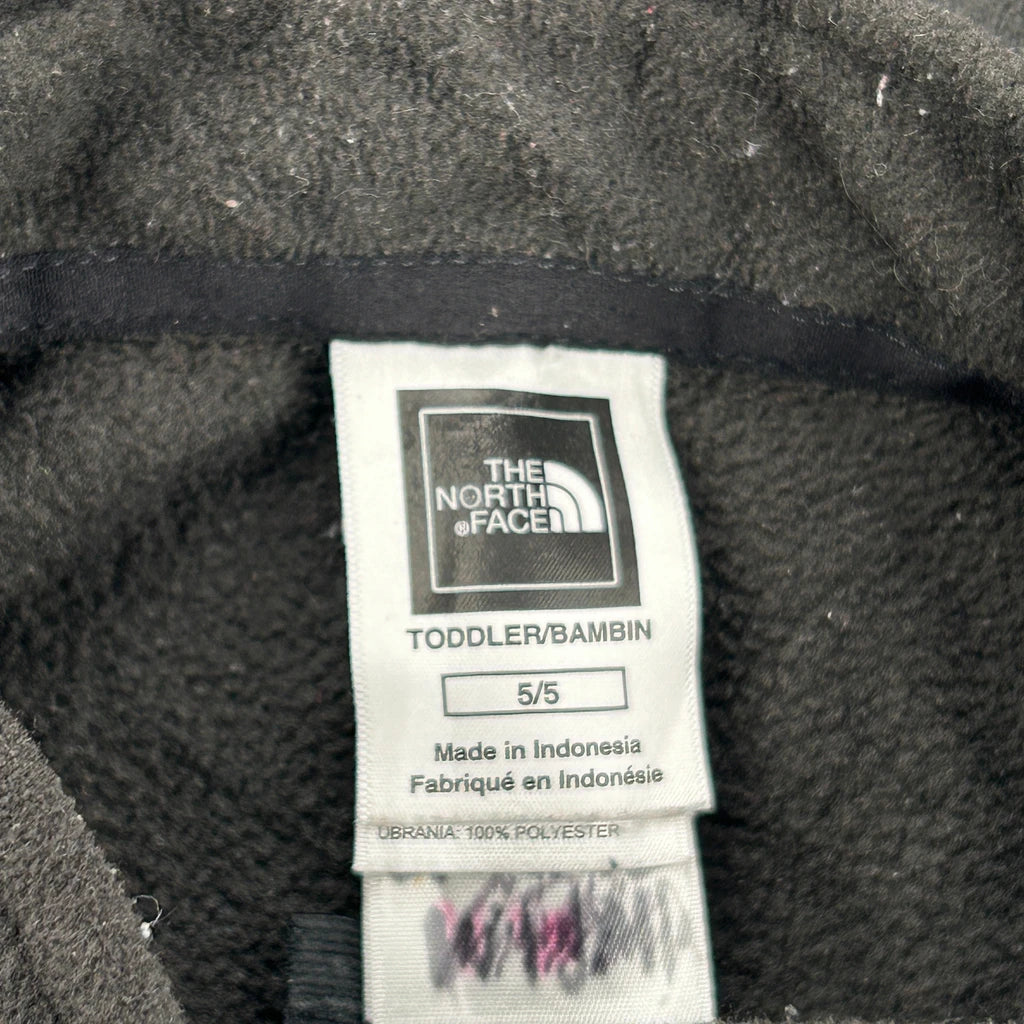 THE
NORTH
®FACE
TODDLER/BAMBIN
5/5
Made in Indonesia
Fabriqué en Indonésie
UBRANIA: 100% POLYESTER